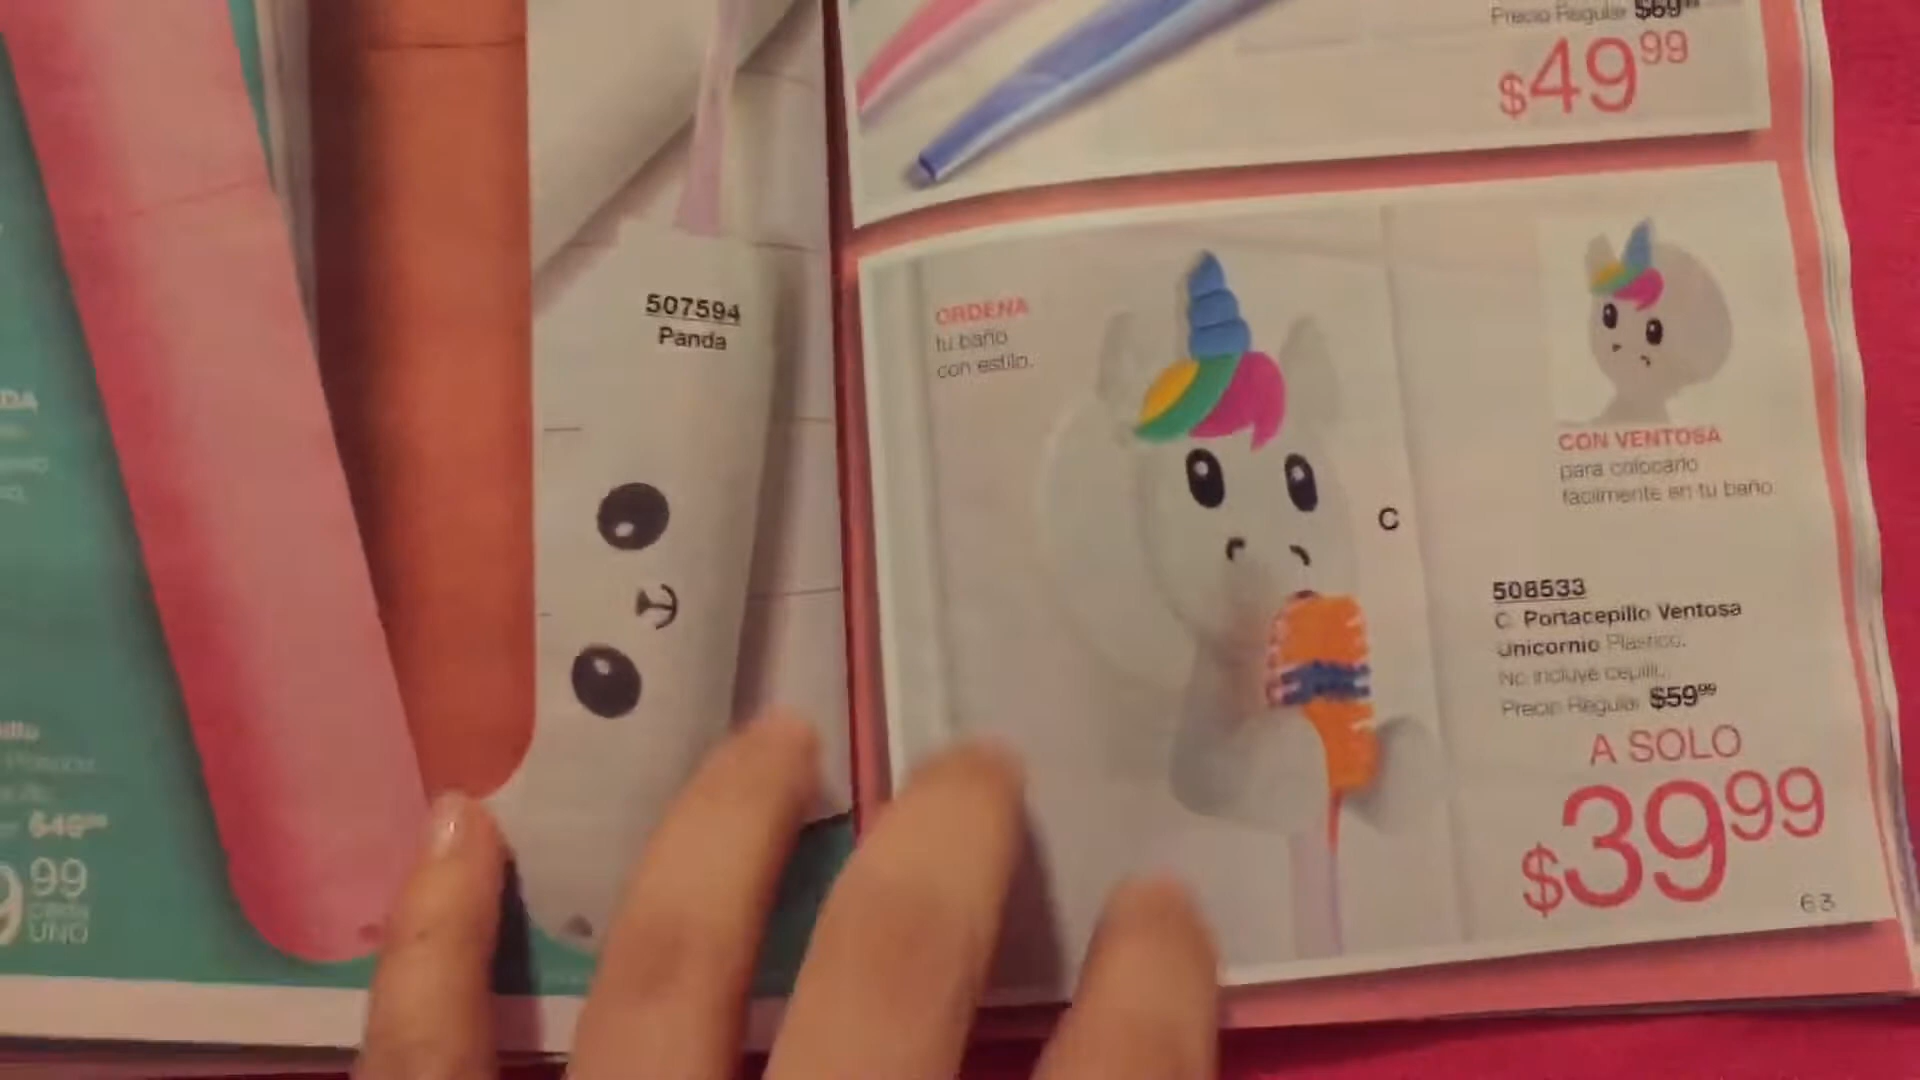 DA
99
UNO
507594
Panda
Precio Regular $69
$49 99
ORDENA
tu baño
con estilo.
C
CON VENTOSA
para colocarlo
fácilmente en tu baño.
508533
C. Portacepillo Ventosa
Unicornio Plástico.
No incluye cepillo.
Precio Regular $59 99
A SOLO
$39 99
63